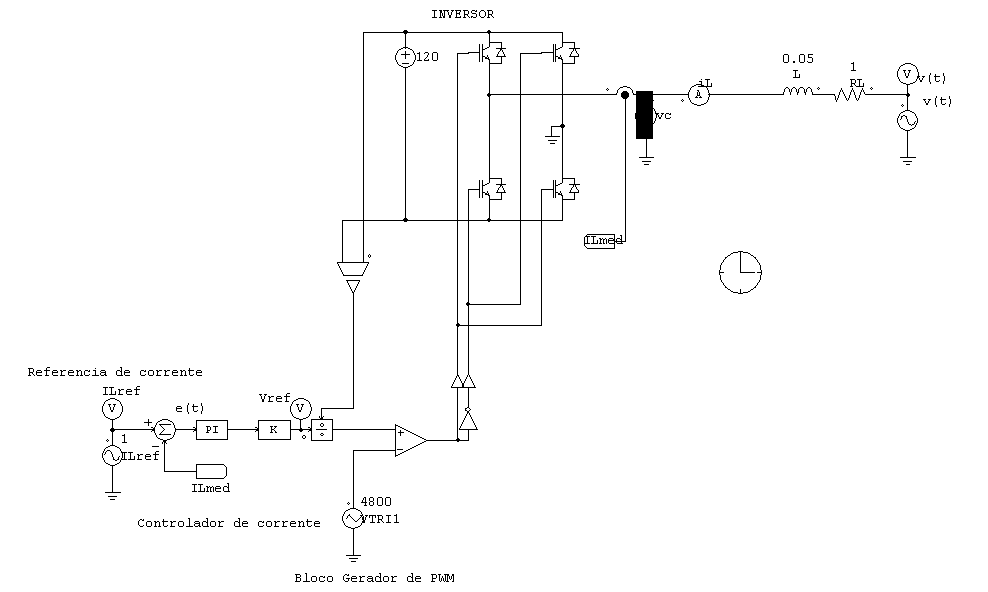 INVERSOR
120
0.05
L
1
RL
iL
A
V
v(t)
v(t)
vc
ILmed
Referencia de corrente
ILref
V
e(t)
Vref
V
PI
K
1
ILref
ILmed
4800
VTRI1
Controlador de corrente
Bloco Gerador de PWM